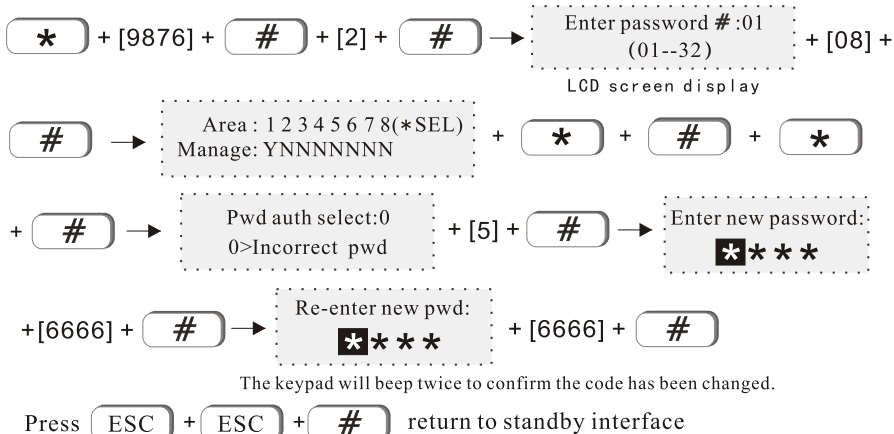 * + [9876] + # + [2] + # → Enter password #:01 + [08] +
(01--32)
LCD screen display
# → Area : 1 2 3 4 5 6 7 8(*SEL) + * + # + *
Manage: YNNNNNNN
+ # → Pwd auth select:0 + [5] + # → Enter new password:
0>Incorrect pwd * * * *
+[6666] + # → Re-enter new pwd: + [6666] + #
* * * *
The keypad will beep twice to confirm the code has been changed.
Press ESC + ESC + # return to standby interface